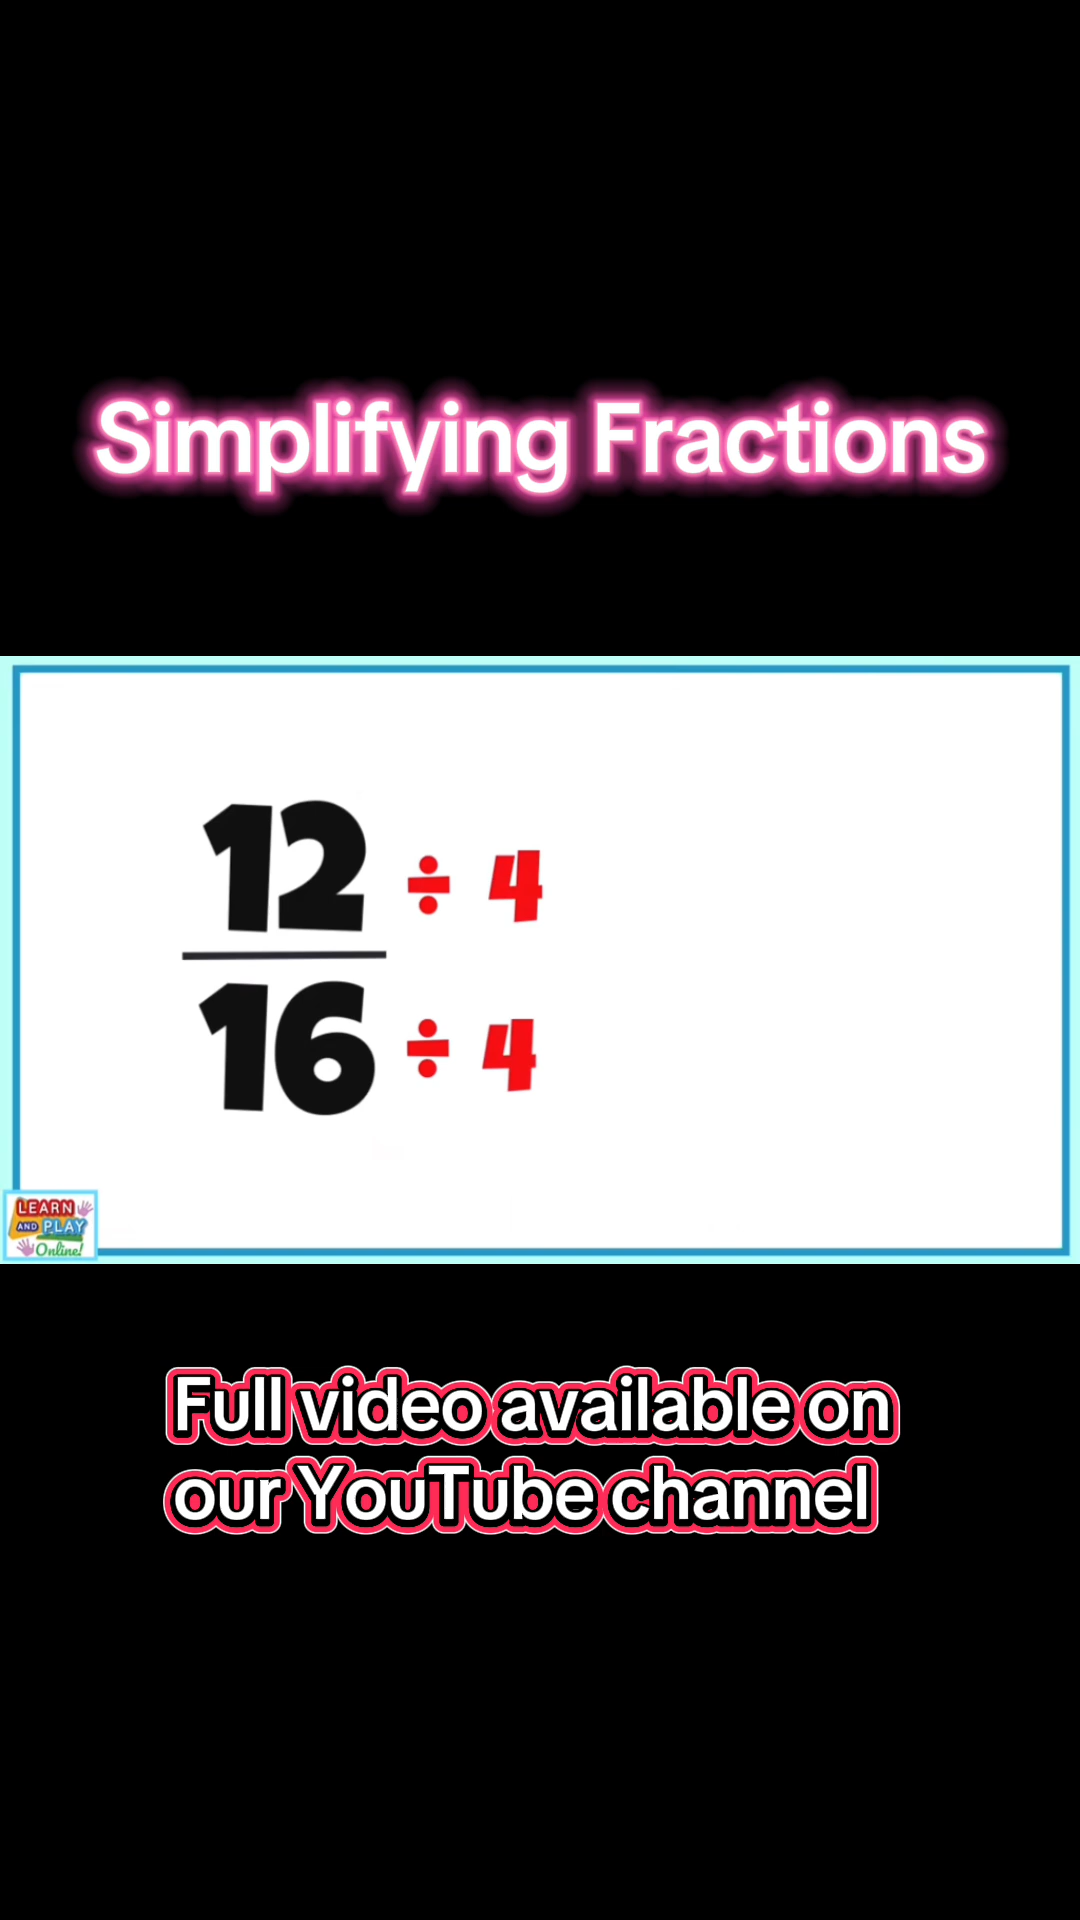 Simplifying Fractions
12 ÷ 4
16 ÷ 4
LEARN
AND PLAY
Online!
Full video available on
our YouTube channel